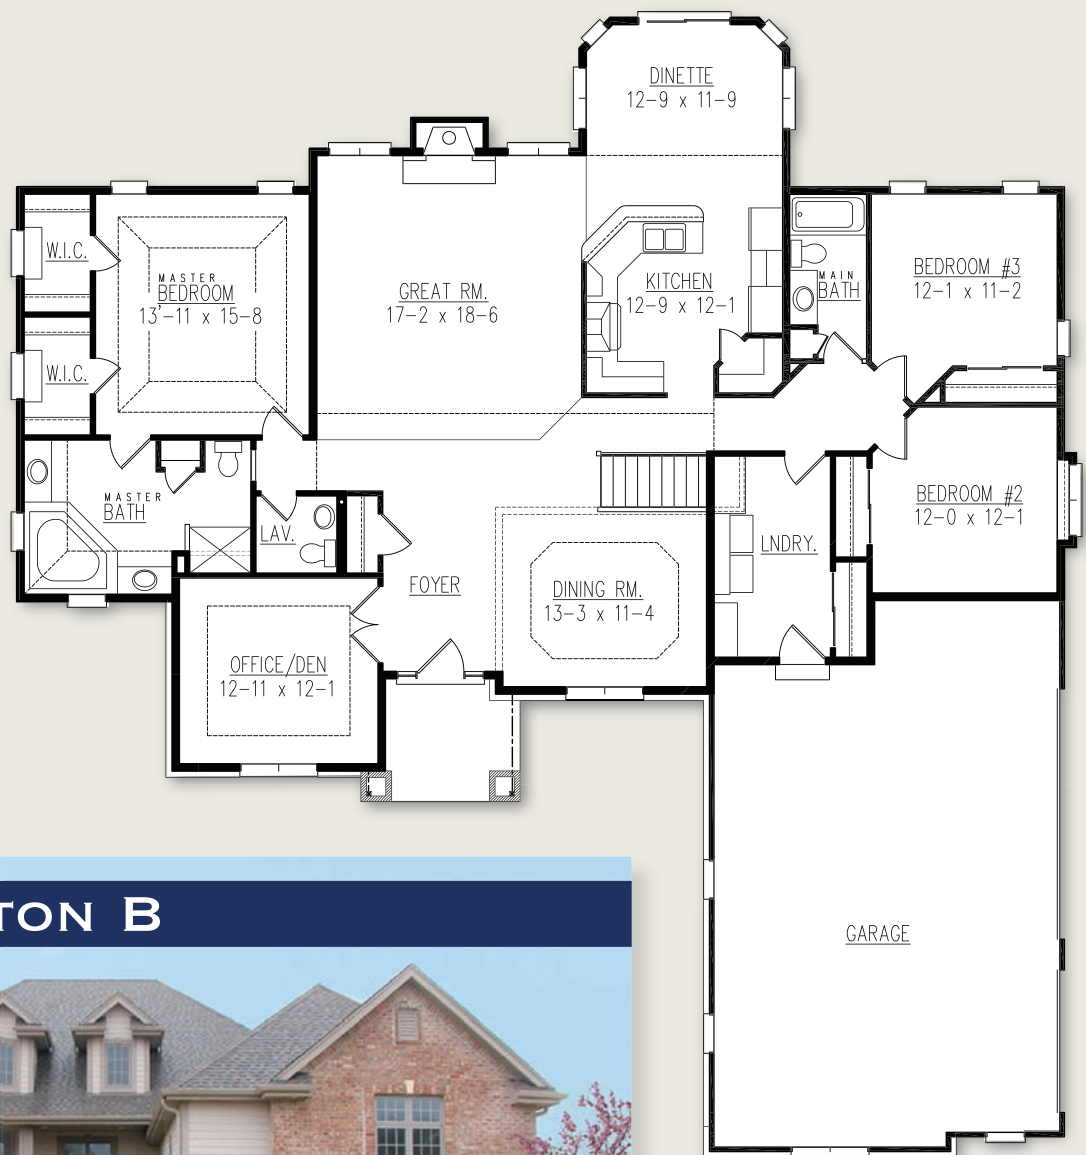 DINETTE
12-9 x 11-9
W.I.C.
MASTER
BEDROOM
13'-11 x 15-8
GREAT RM.
17-2 x 18-6
KITCHEN
12-9 x 12-1
MAIN
BATH
BEDROOM #3
12-1 x 11-2
W.I.C.
MASTER
BATH
LAV.
FOYER
DINING RM.
13-3 x 11-4
LNDRY.
BEDROOM #2
12-0 x 12-1
OFFICE/DEN
12-11 x 12-1
GARAGE
TON B